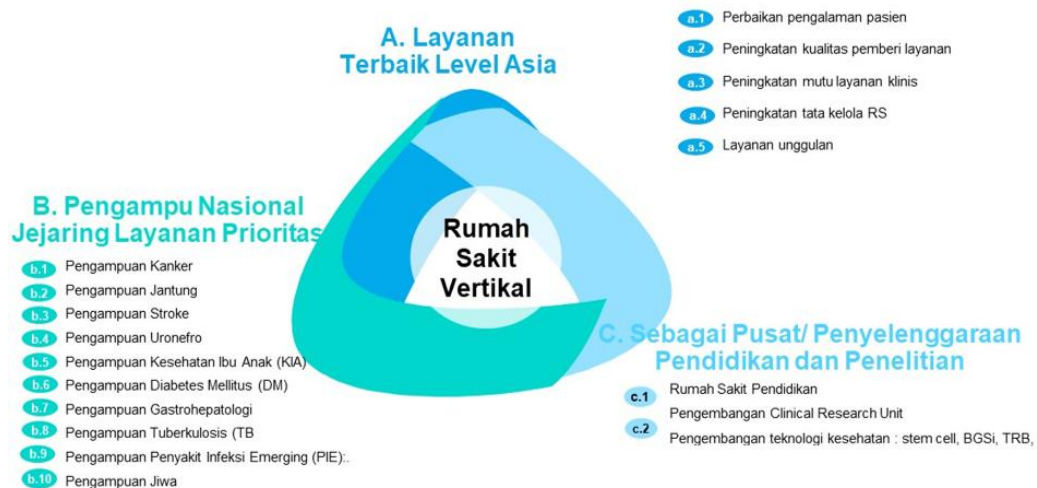 A. Layanan
Terbaik Level Asia
a.1 Perbaikan pengalaman pasien
a.2 Peningkatan kualitas pemberi layanan
a.3 Peningkatan mutu layanan klinis
a.4 Peningkatan tata kelola RS
a.5 Layanan unggulan
Rumah
Sakit
Vertikal
B. Pengampu Nasional
Jejaring Layanan Prioritas
b.1 Pengampuan Kanker
b.2 Pengampuan Jantung
b.3 Pengampuan Stroke
b.4 Pengampuan Uronefro
b.5 Pengampuan Kesehatan Ibu Anak (KIA)
b.6 Pengampuan Diabetes Mellitus (DM)
b.7 Pengampuan Gastrohepatologi
b.8 Pengampuan Tuberkulosis (TB
b.9 Pengampuan Penyakit Infeksi Emerging (PIE):.
b.10 Pengampuan Jiwa
C. Sebagai Pusat/ Penyelenggaraan
Pendidikan dan Penelitian
c.1 Rumah Sakit Pendidikan
Pengembangan Clinical Research Unit
c.2 Pengembangan teknologi kesehatan : stem cell, BGSi, TRB,